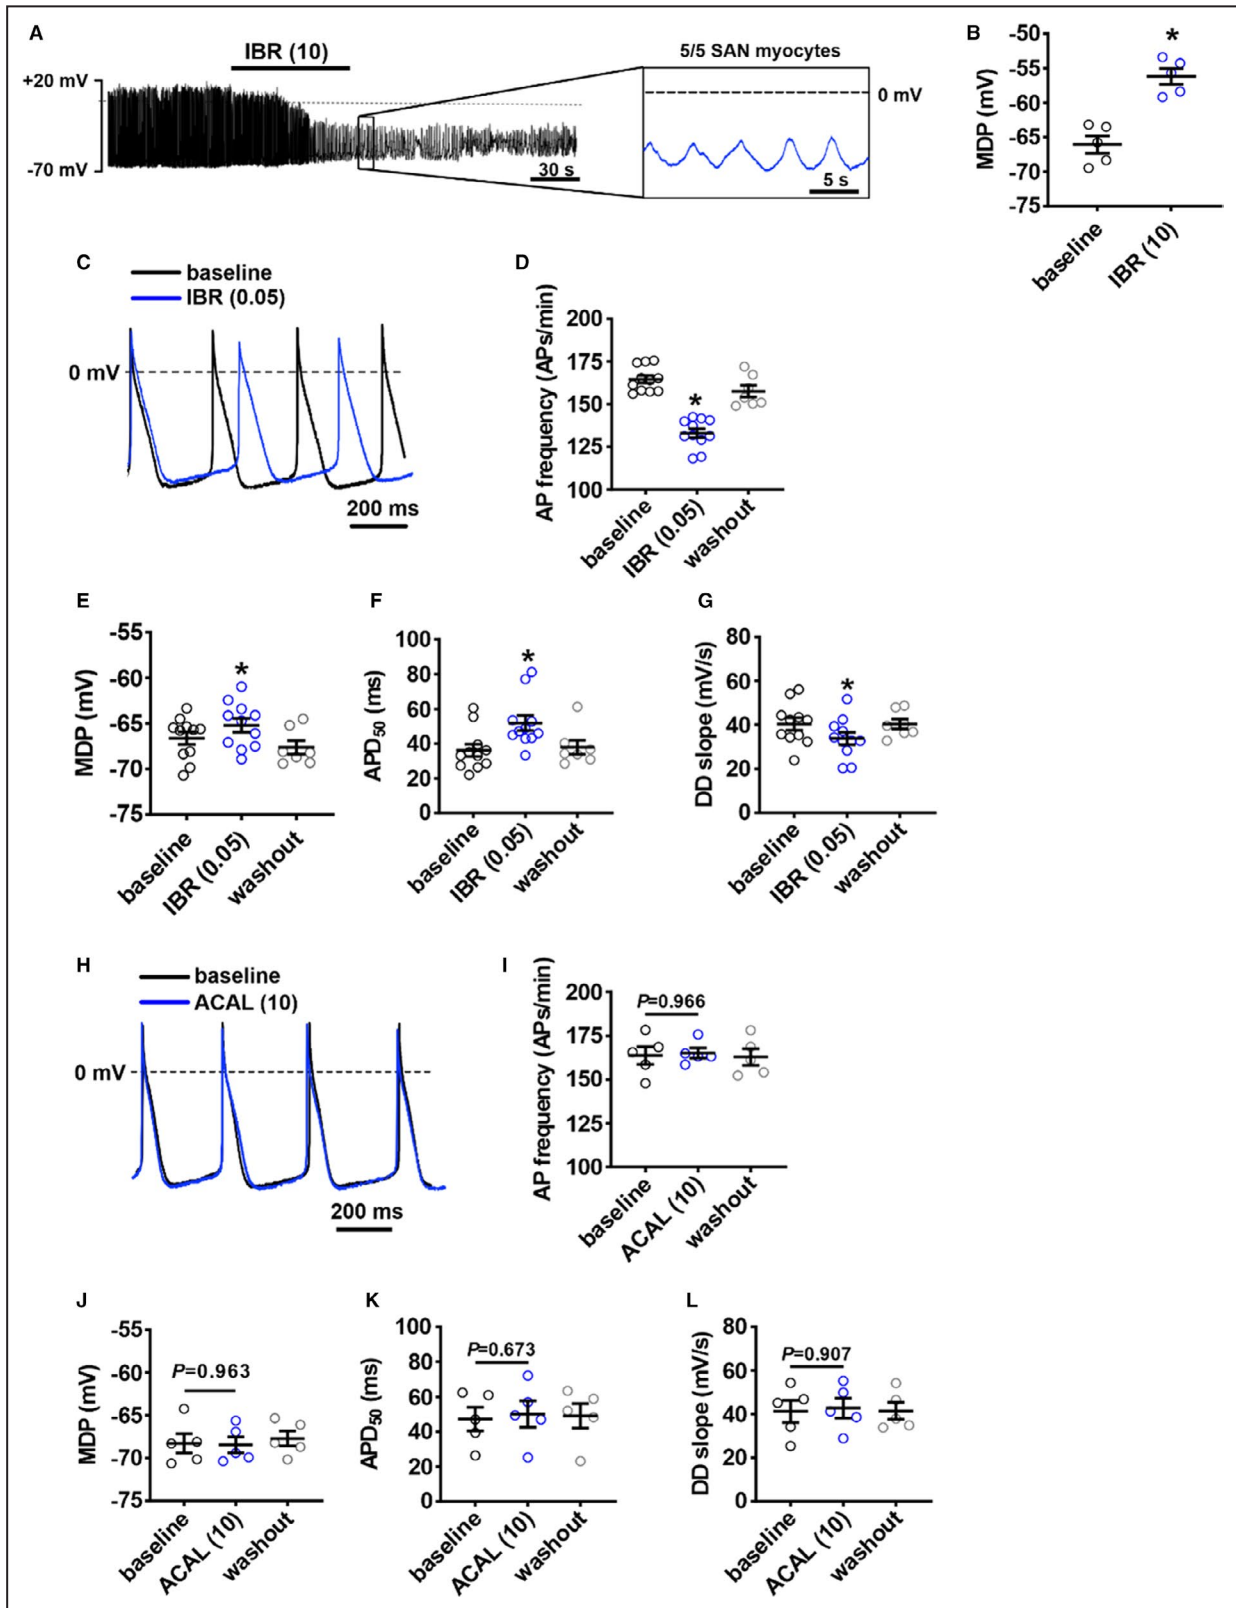 A
IBR (10)
+20 mV
-70 mV
30 s
5/5 SAN myocytes
0 mV
5 s
B
MDP (mV)
-50
-55
-60
-65
-70
-75
*
baseline
IBR (10)
C
baseline
IBR (0.05)
0 mV
200 ms
D
AP frequency (APs/min)
200
175
150
125
100
*
baseline
IBR (0.05)
washout
E
MDP (mV)
-55
-60
-65
-70
-75
*
baseline
IBR (0.05)
washout
F
APD50 (ms)
100
80
60
40
20
0
*
baseline
IBR (0.05)
washout
G
DD slope (mV/s)
80
60
40
20
0
*
baseline
IBR (0.05)
washout
H
baseline
ACAL (10)
0 mV
200 ms
I
AP frequency (APs/min)
200
175
150
125
100
P=0.966
baseline
ACAL (10)
washout
J
MDP (mV)
-55
-60
-65
-70
-75
P=0.963
baseline
ACAL (10)
washout
K
APD50 (ms)
100
80
60
40
20
0
P=0.673
baseline
ACAL (10)
washout
L
DD slope (mV/s)
80
60
40
20
0
P=0.907
baseline
ACAL (10)
washout